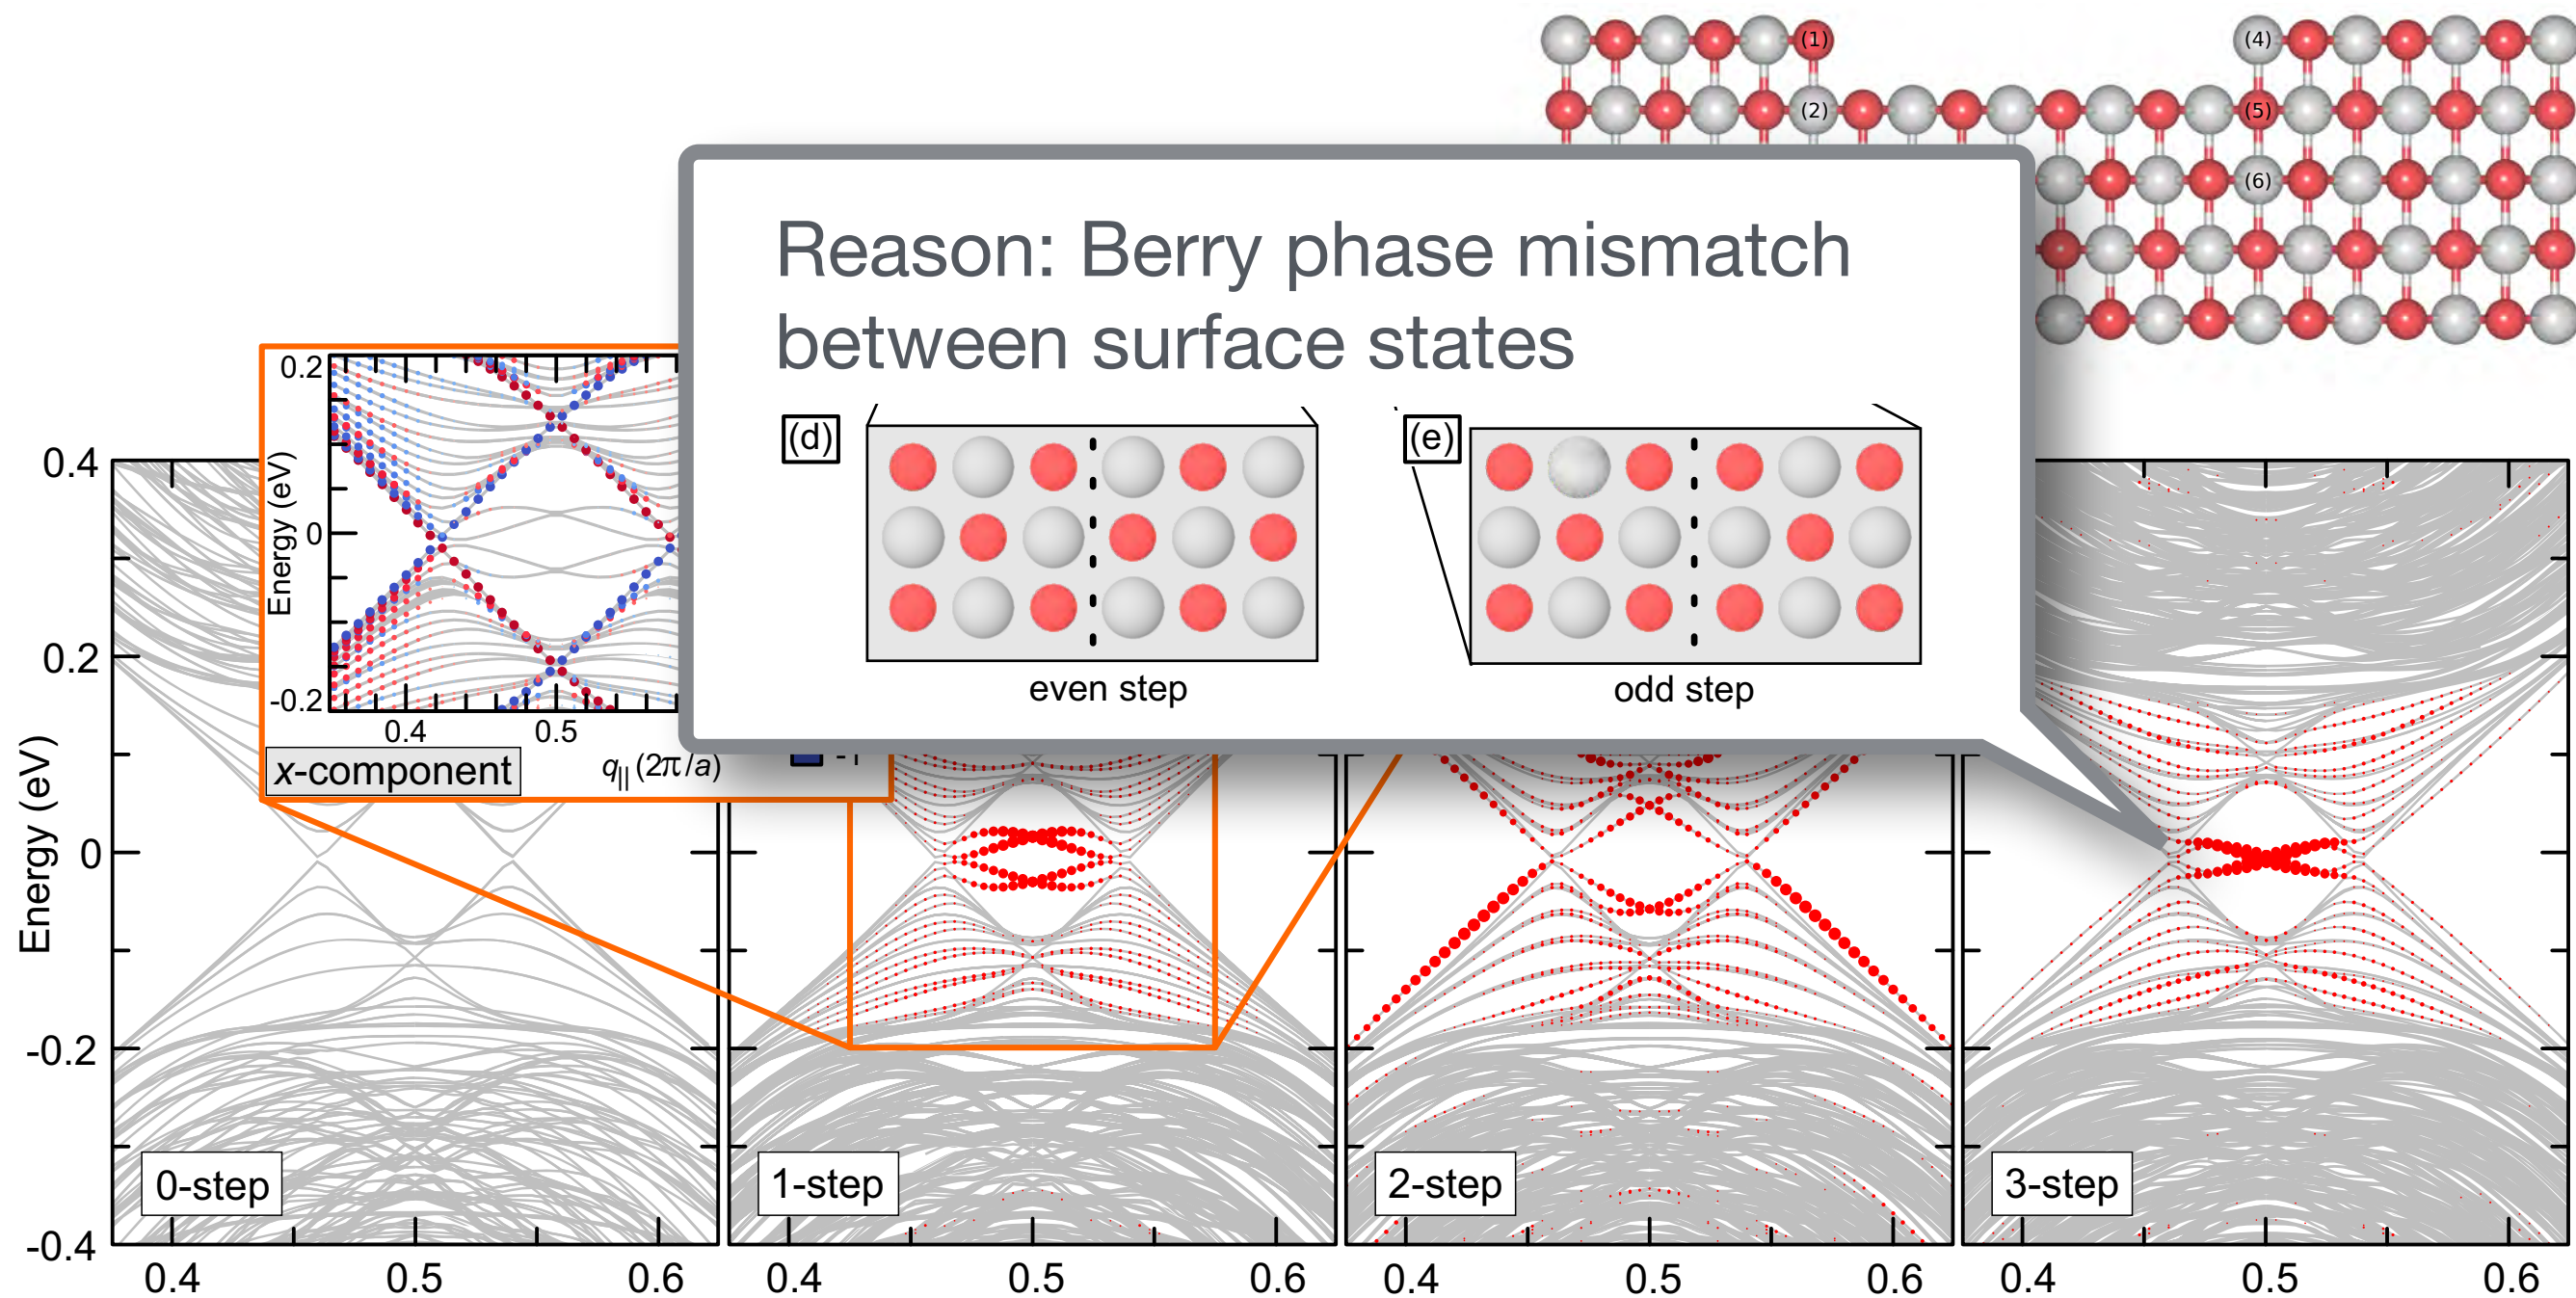 (1)
(4)
(2)
(5)
(6)
Reason: Berry phase mismatch
between surface states
(d)
(e)
even step
odd step
0.2
0
-0.2
Energy (eV)
0.4
0.5
x-component
q|| (2π/a)
-1
0.4
0.2
0
-0.2
-0.4
Energy (eV)
0-step
1-step
2-step
3-step
0.4
0.5
0.6
0.4
0.5
0.6
0.4
0.5
0.6
0.4
0.5
0.6